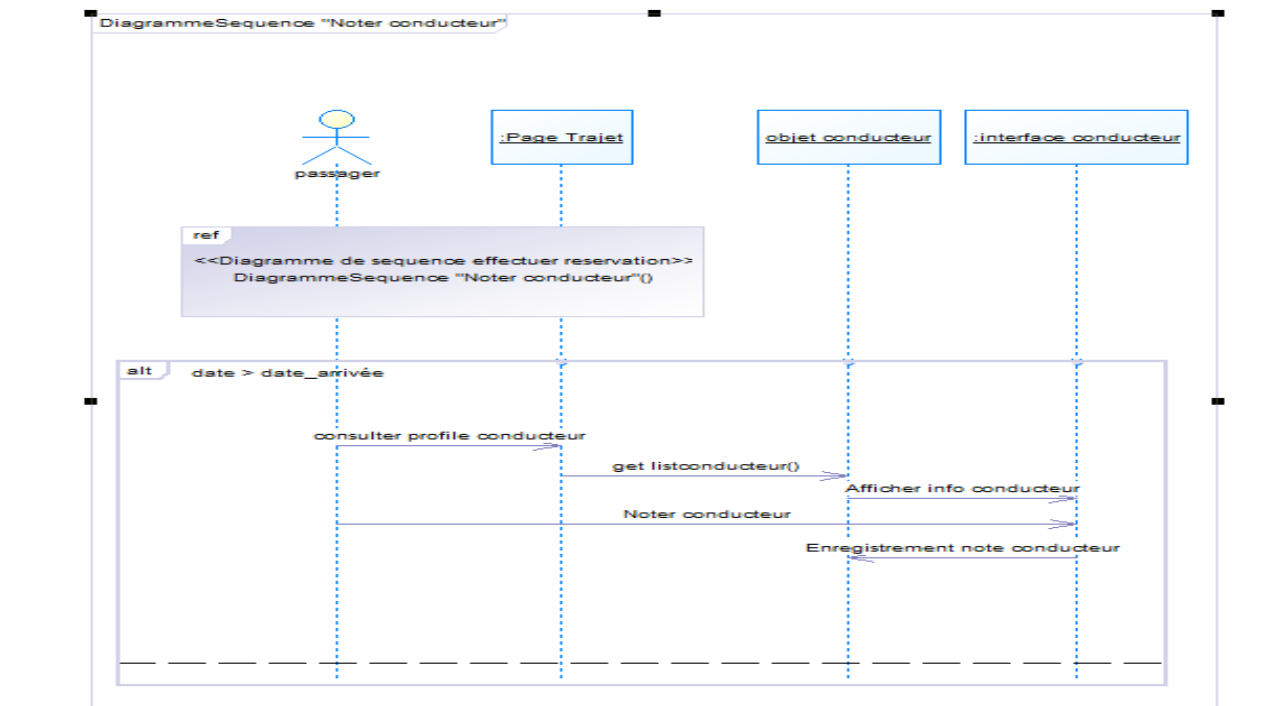 DiagrammeSequence "Noter conducteur"
:Page Trajet
objet conducteur
:interface conducteur
passager
ref
<<Diagramme de sequence effectuer reservation>>
DiagrammeSequence "Noter conducteur"()
alt
date > date_arrivée
consulter profile conducteur
get listconducteur()
Afficher info conducteur
Noter conducteur
Enregistrement note conducteur